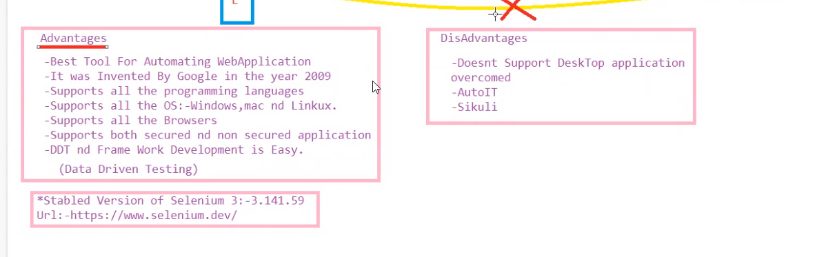 Advantages
-Best Tool For Automating WebApplication
-It was Invented By Google in the year 2009
-Supports all the programming languages
-Supports all the OS:-Windows,mac nd Linkux.
-Supports all the Browsers
-Supports both secured nd non secured application
-DDT nd Frame Work Development is Easy.
(Data Driven Testing)
*Stabled Version of Selenium 3:-3.141.59
Url:-https://www.selenium.dev/
DisAdvantages
-Doesnt Support DeskTop application
overcomed
-AutoIT
-Sikuli